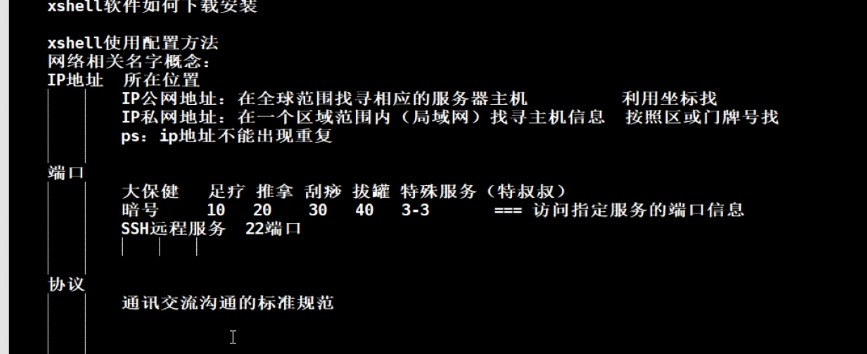 xshell软件如何下载安装
xshell使用配置方法
网络相关名字概念：
IP地址 所在位置
IP公网地址：在全球范围找寻相应的服务器主机 利用坐标找
IP私网地址：在一个区域范围内（局域网）找寻主机信息 按照区或门牌号找
ps：ip地址不能出现重复
端口
大保健 足疗 推拿 刮痧 拔罐 特殊服务（特叔叔）
暗号 10 20 30 40 3-3 === 访问指定服务的端口信息
SSH远程服务 22端口
协议
通讯交流沟通的标准规范